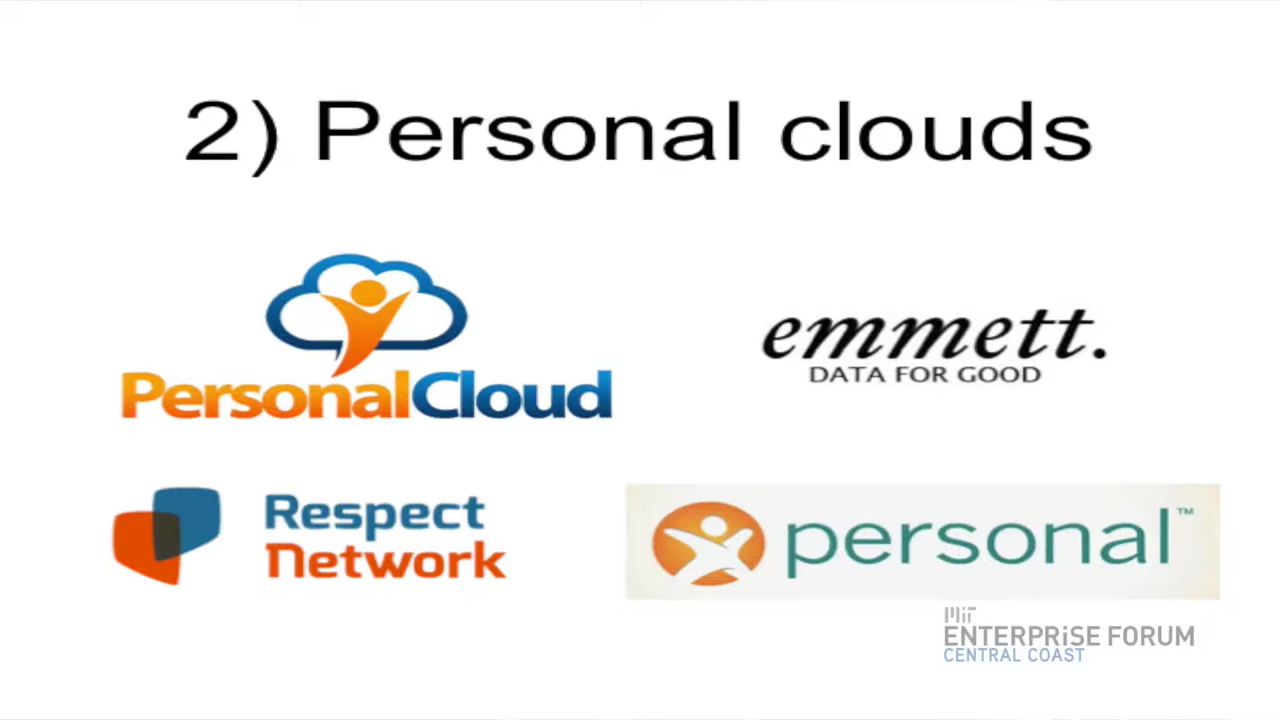 2) Personal clouds
PersonalCloud
emmett.
DATA FOR GOOD
Respect
Network
personal™
MiT
ENTERPRiSE FORUM
CENTRAL COAST